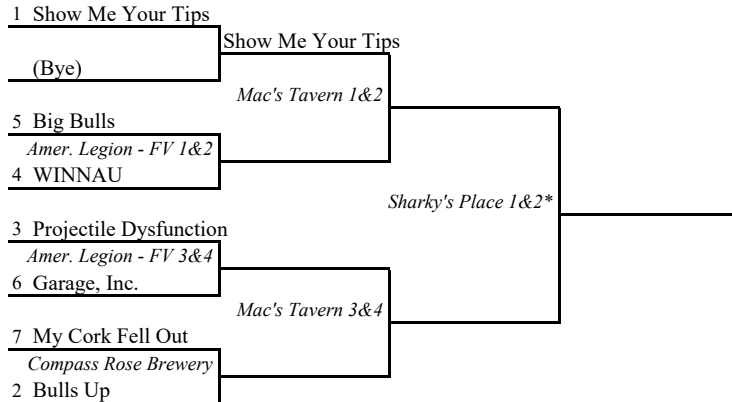 1 Show Me Your Tips
Show Me Your Tips
(Bye)
Mac's Tavern 1&2
5 Big Bulls
Amer. Legion - FV 1&2
4 WINNAU
Sharky's Place 1&2*
3 Projectile Dysfunction
Amer. Legion - FV 3&4
6 Garage, Inc.
Mac's Tavern 3&4
7 My Cork Fell Out
Compass Rose Brewery
2 Bulls Up